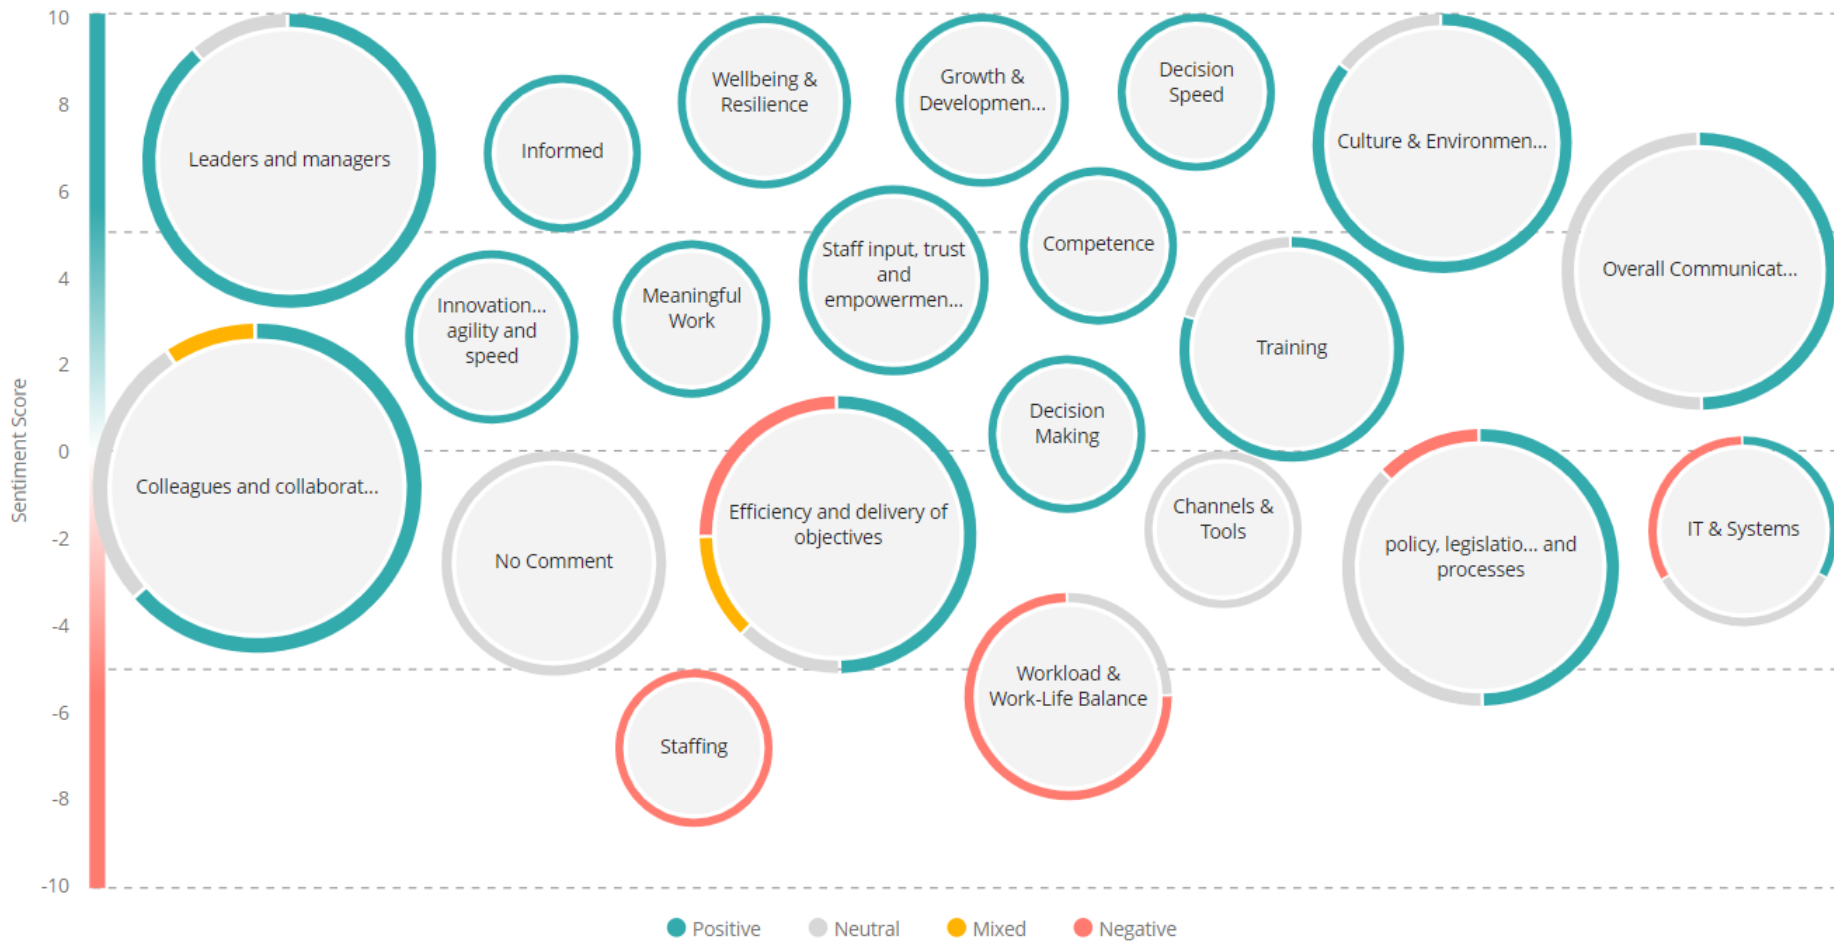 10
8
6
4
2
0
-2
-4
-6
-8
-10
Sentiment Score
Leaders and managers
Informed
Wellbeing &
Resilience
Growth &
Developmen...
Decision
Speed
Culture & Environmen...
Overall Communicat...
Innovation...
agility and
speed
Meaningful
Work
Staff input, trust
and
empowermen...
Competence
Training
Colleagues and collaborat...
No Comment
Efficiency and delivery of
objectives
Decision
Making
Channels &
Tools
policy, legislatio... and
processes
IT & Systems
Staffing
Workload &
Work-Life Balance
Positive
Neutral
Mixed
Negative